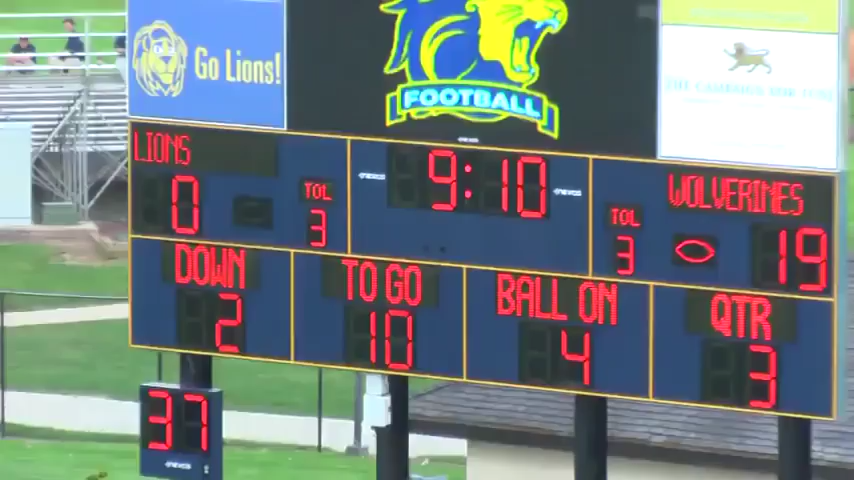 Go Lions!
FOOTBALL
LIONS
0
TOL
3
9:10
WOLVERINES
TOL
3
19
DOWN
2
TO GO
10
BALL ON
4
QTR
3
37